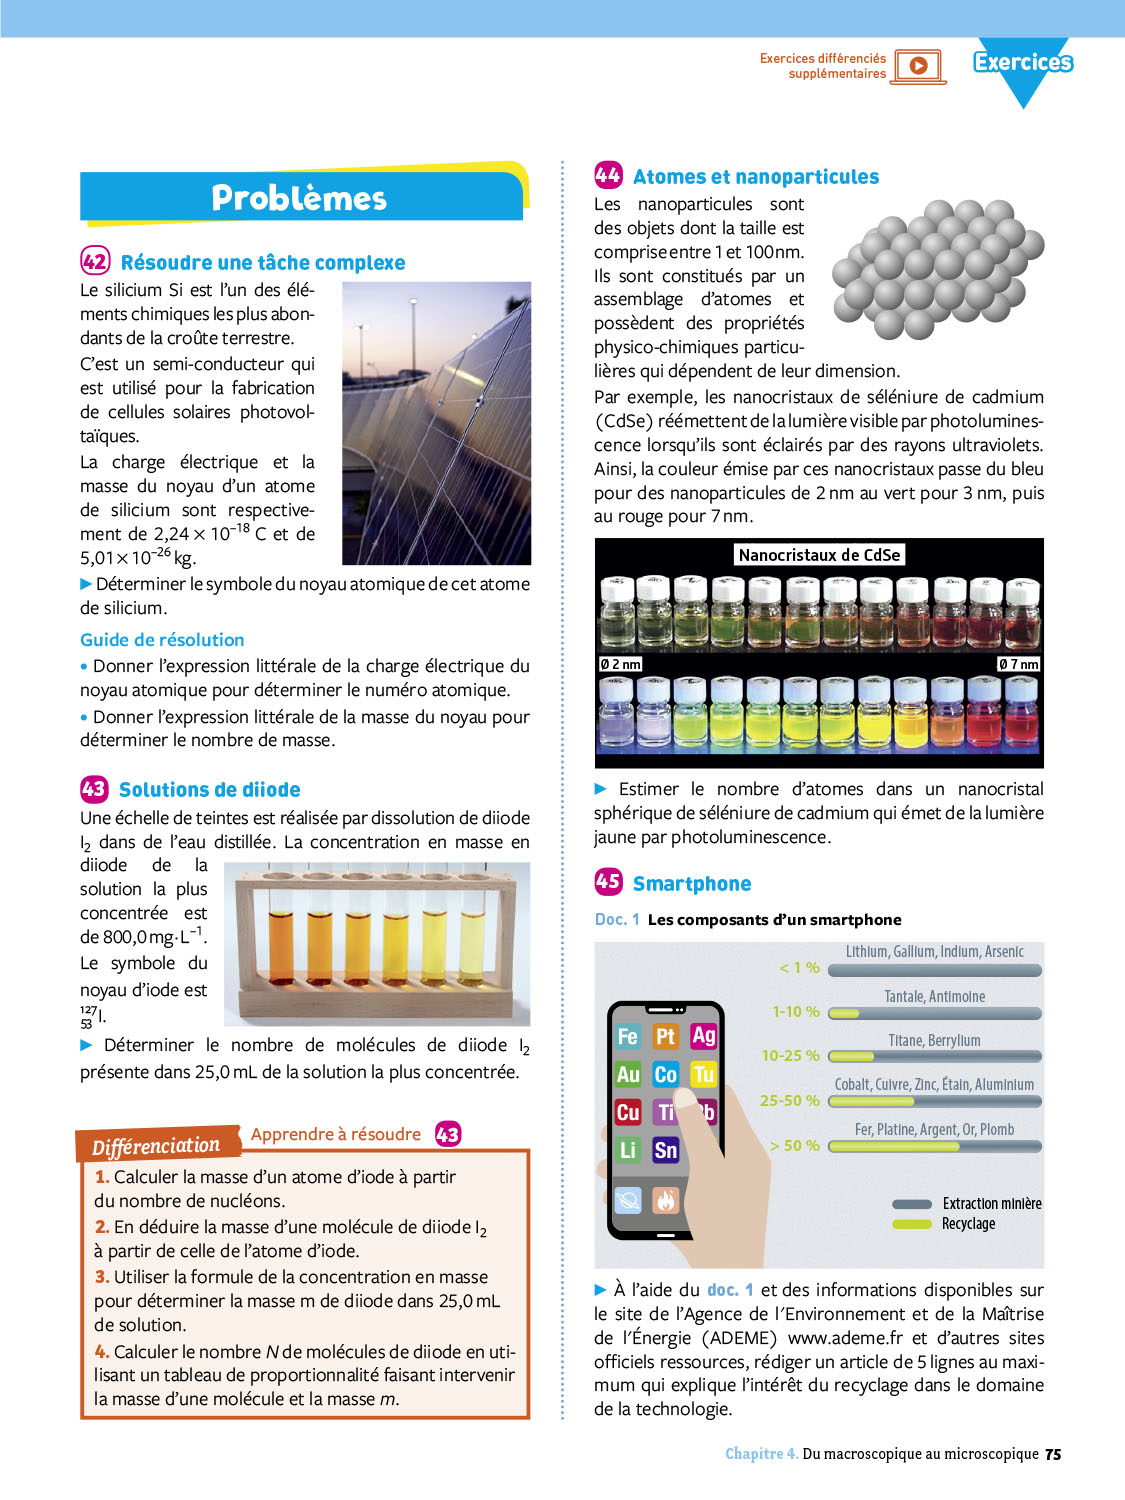 Exercices différenciés
supplémentaires
Exercices
Problèmes
42 Résoudre une tâche complexe
Le silicium Si est l'un des élé-
ments chimiques les plus abon-
dants de la croûte terrestre.
C'est un semi-conducteur qui
est utilisé pour la fabrication
de cellules solaires photovol-
taïques.
La charge électrique et la
masse du noyau d'un atome
de silicium sont respective-
ment de 2,24 × 10⁻¹⁸ C et de
5,01 × 10⁻²⁶ kg.
► Déterminer le symbole du noyau atomique de cet atome
de silicium.
Guide de résolution
• Donner l'expression littérale de la charge électrique du
noyau atomique pour déterminer le numéro atomique.
• Donner l'expression littérale de la masse du noyau pour
déterminer le nombre de masse.
43 Solutions de diiode
Une échelle de teintes est réalisée par dissolution de diiode
I₂ dans de l'eau distillée. La concentration en masse en
diiode de la
solution la plus
concentrée est
de 800,0 mg·L⁻¹.
Le symbole du
noyau d'iode est
¹²⁷₅₃I.
► Déterminer le nombre de molécules de diiode I₂
présente dans 25,0 mL de la solution la plus concentrée.
Différenciation Apprendre à résoudre 43
1. Calculer la masse d'un atome d'iode à partir
du nombre de nucléons.
2. En déduire la masse d'une molécule de diiode I₂
à partir de celle de l'atome d'iode.
3. Utiliser la formule de la concentration en masse
pour déterminer la masse m de diiode dans 25,0 mL
de solution.
4. Calculer le nombre N de molécules de diiode en uti-
lisant un tableau de proportionnalité faisant intervenir
la masse d'une molécule et la masse m.
44 Atomes et nanoparticules
Les nanoparticules sont
des objets dont la taille est
comprise entre 1 et 100 nm.
Ils sont constitués par un
assemblage d'atomes et
possèdent des propriétés
physico-chimiques particu-
lières qui dépendent de leur dimension.
Par exemple, les nanocristaux de séléniure de cadmium
(CdSe) réémettent de la lumière visible par photolumines-
cence lorsqu'ils sont éclairés par des rayons ultraviolets.
Ainsi, la couleur émise par ces nanocristaux passe du bleu
pour des nanoparticules de 2 nm au vert pour 3 nm, puis
au rouge pour 7 nm.
Nanocristaux de CdSe
Ø 2 nm
Ø 7 nm
► Estimer le nombre d'atomes dans un nanocristal
sphérique de séléniure de cadmium qui émet de la lumière
jaune par photoluminescence.
45 Smartphone
Doc. 1 Les composants d'un smartphone
Fe Pt Ag
Au Co Tu
Cu Ti b
Li Sn
Lithium, Gallium, Indium, Arsenic
< 1 %
Tantale, Antimoine
1-10 %
Titane, Berrylium
10-25 %
Cobalt, Cuivre, Zinc, Étain, Aluminium
25-50 %
Fer, Platine, Argent, Or, Plomb
> 50 %
Extraction minière
Recyclage
► À l'aide du doc. 1 et des informations disponibles sur
le site de l'Agence de l'Environnement et de la Maîtrise
de l'Énergie (ADEME) www.ademe.fr et d'autres sites
officiels ressources, rédiger un article de 5 lignes au maxi-
mum qui explique l'intérêt du recyclage dans le domaine
de la technologie.
Chapitre 4. Du macroscopique au microscopique 75